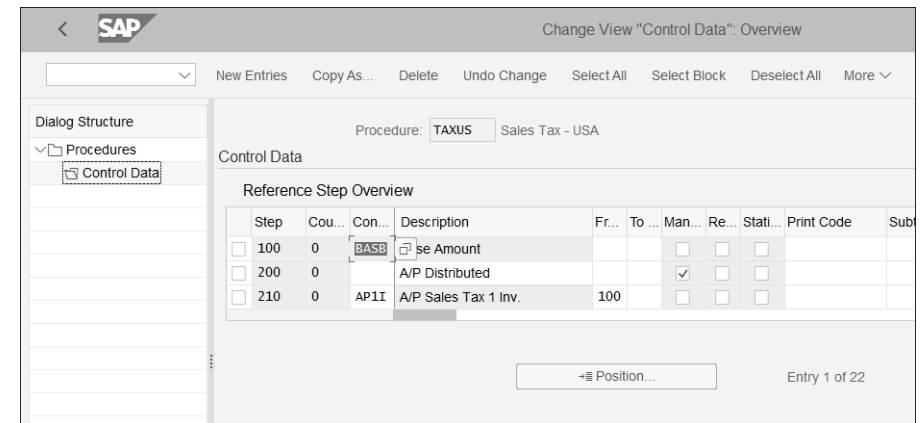 SAP
Change View "Control Data": Overview
New Entries Copy As... Delete Undo Change Select All Select Block Deselect All More
Dialog Structure
Procedures
Control Data
Procedure: TAXUS Sales Tax - USA
Control Data
Reference Step Overview
Step Cou... Con... Description Fr... To ... Man... Re... Stati... Print Code Subt
100 0 BASB se Amount
200 0 A/P Distributed
210 0 AP1I A/P Sales Tax 1 Inv. 100
Position...
Entry 1 of 22